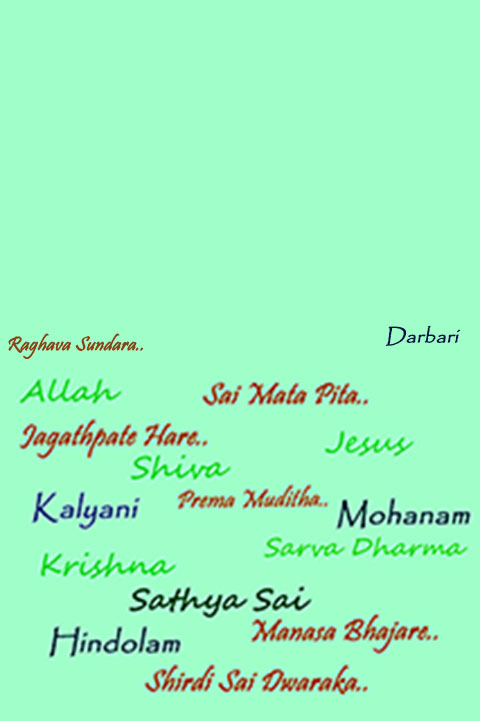 Darbari
Raghava Sundara..
Allah
Sai Mata Pita..
Jagathpate Hare..
Jesus
Shiva
Prema Muditha..
Kalyani
Mohanam
Sarva Dharma
Krishna
Sathya Sai
Manasa Bhajare..
Hindolam
Shirdi Sai Dwaraka..